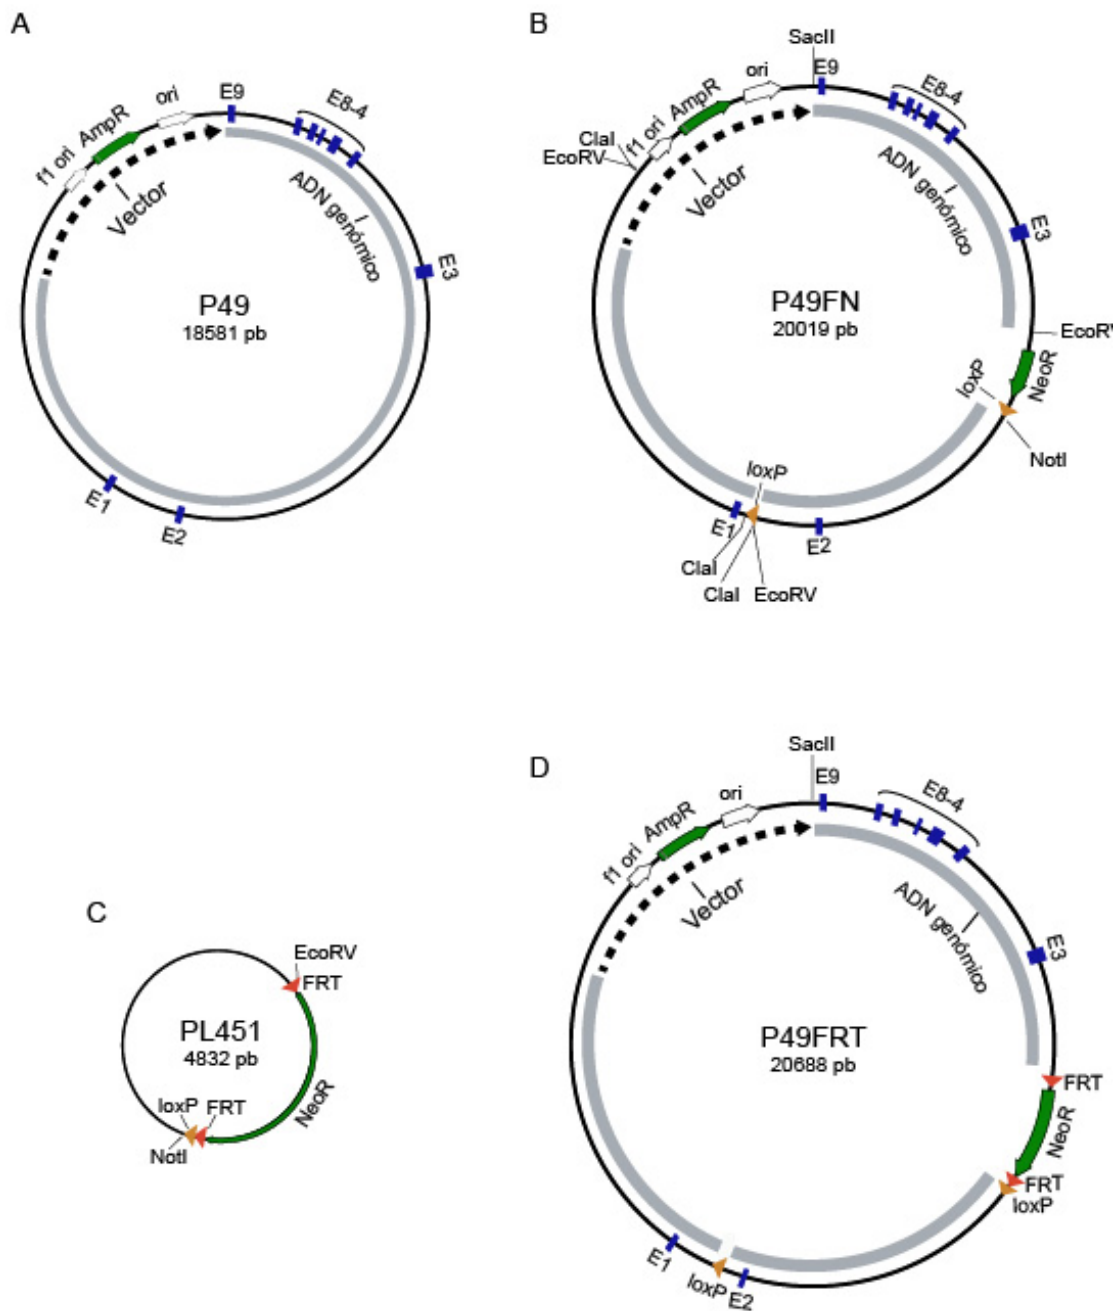 A
E9
ori
AmpR
f1 ori
E8-4
Vector
ADN genómico
E3
P49
18581 pb
E1
E2
B
SacII
E9
ori
AmpR
f1 ori
ClaI
EcoRV
E8-4
Vector
ADN genómico
E3
P49FN
20019 pb
EcoRV
NeoR
loxP
NotI
loxP
E1
E2
ClaI
ClaI
EcoRV
C
EcoRV
FRT
PL451
4832 pb
NeoR
loxP
FRT
NotI
D
SacII
E9
ori
AmpR
f1 ori
E8-4
Vector
ADN genómico
E3
P49FRT
20688 pb
FRT
NeoR
FRT
loxP
E1
loxP
E2